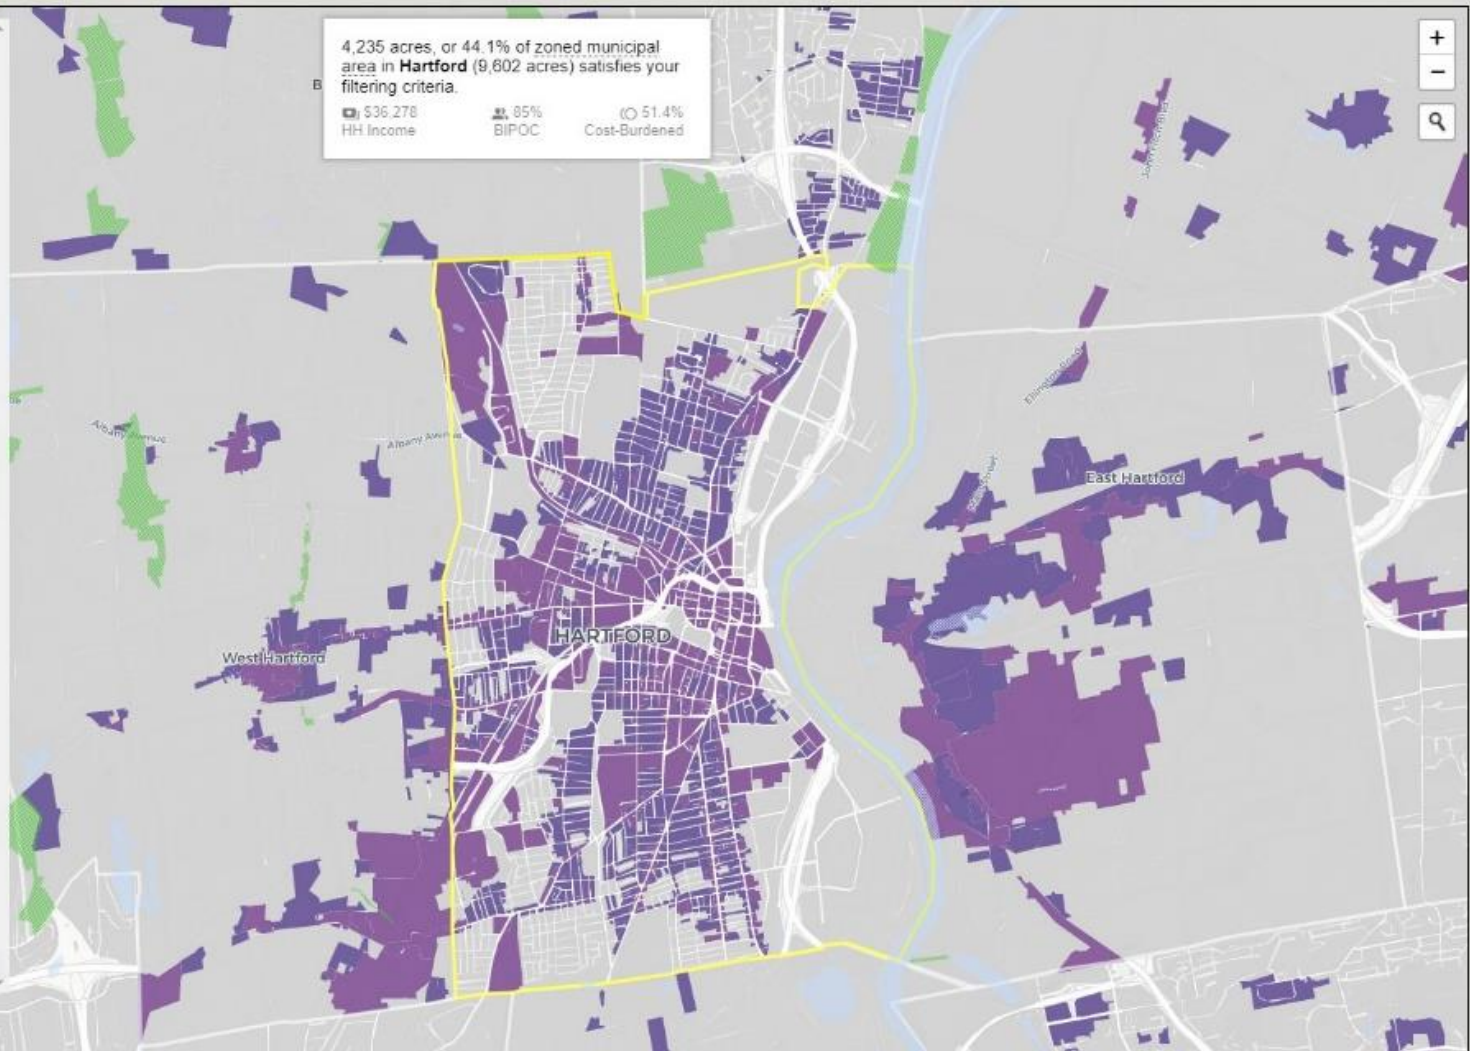 4,235 acres, or 44.1% of zoned municipal
area in Hartford (9,602 acres) satisfies your
filtering criteria.
$36,278
HH Income
85%
BIPOC
51.4%
Cost-Burdened
B
+
−
Ellington Road
Albany Avenue
Albany Avenue
East Hartford
HARTFORD
West Hartford